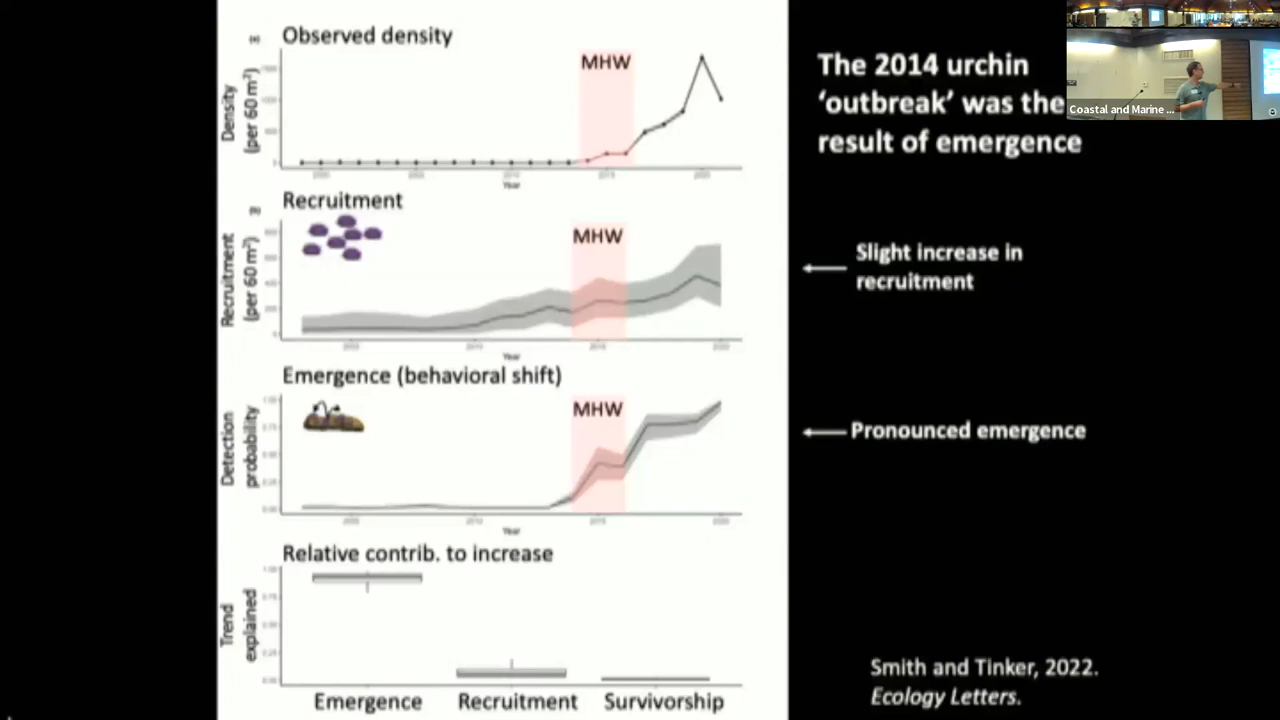 Observed density
MHW
Density
(per 60 m²)
Year
Recruitment
MHW
Recruitment
(per 60 m²)
Year
Emergence (behavioral shift)
MHW
Detection
probability
Year
Relative contrib. to increase
Trend
explained
Emergence Recruitment Survivorship
The 2014 urchin
‘outbreak’ was the
result of emergence
Coastal and Marine ...
Slight increase in
recruitment
Pronounced emergence
Smith and Tinker, 2022.
Ecology Letters.